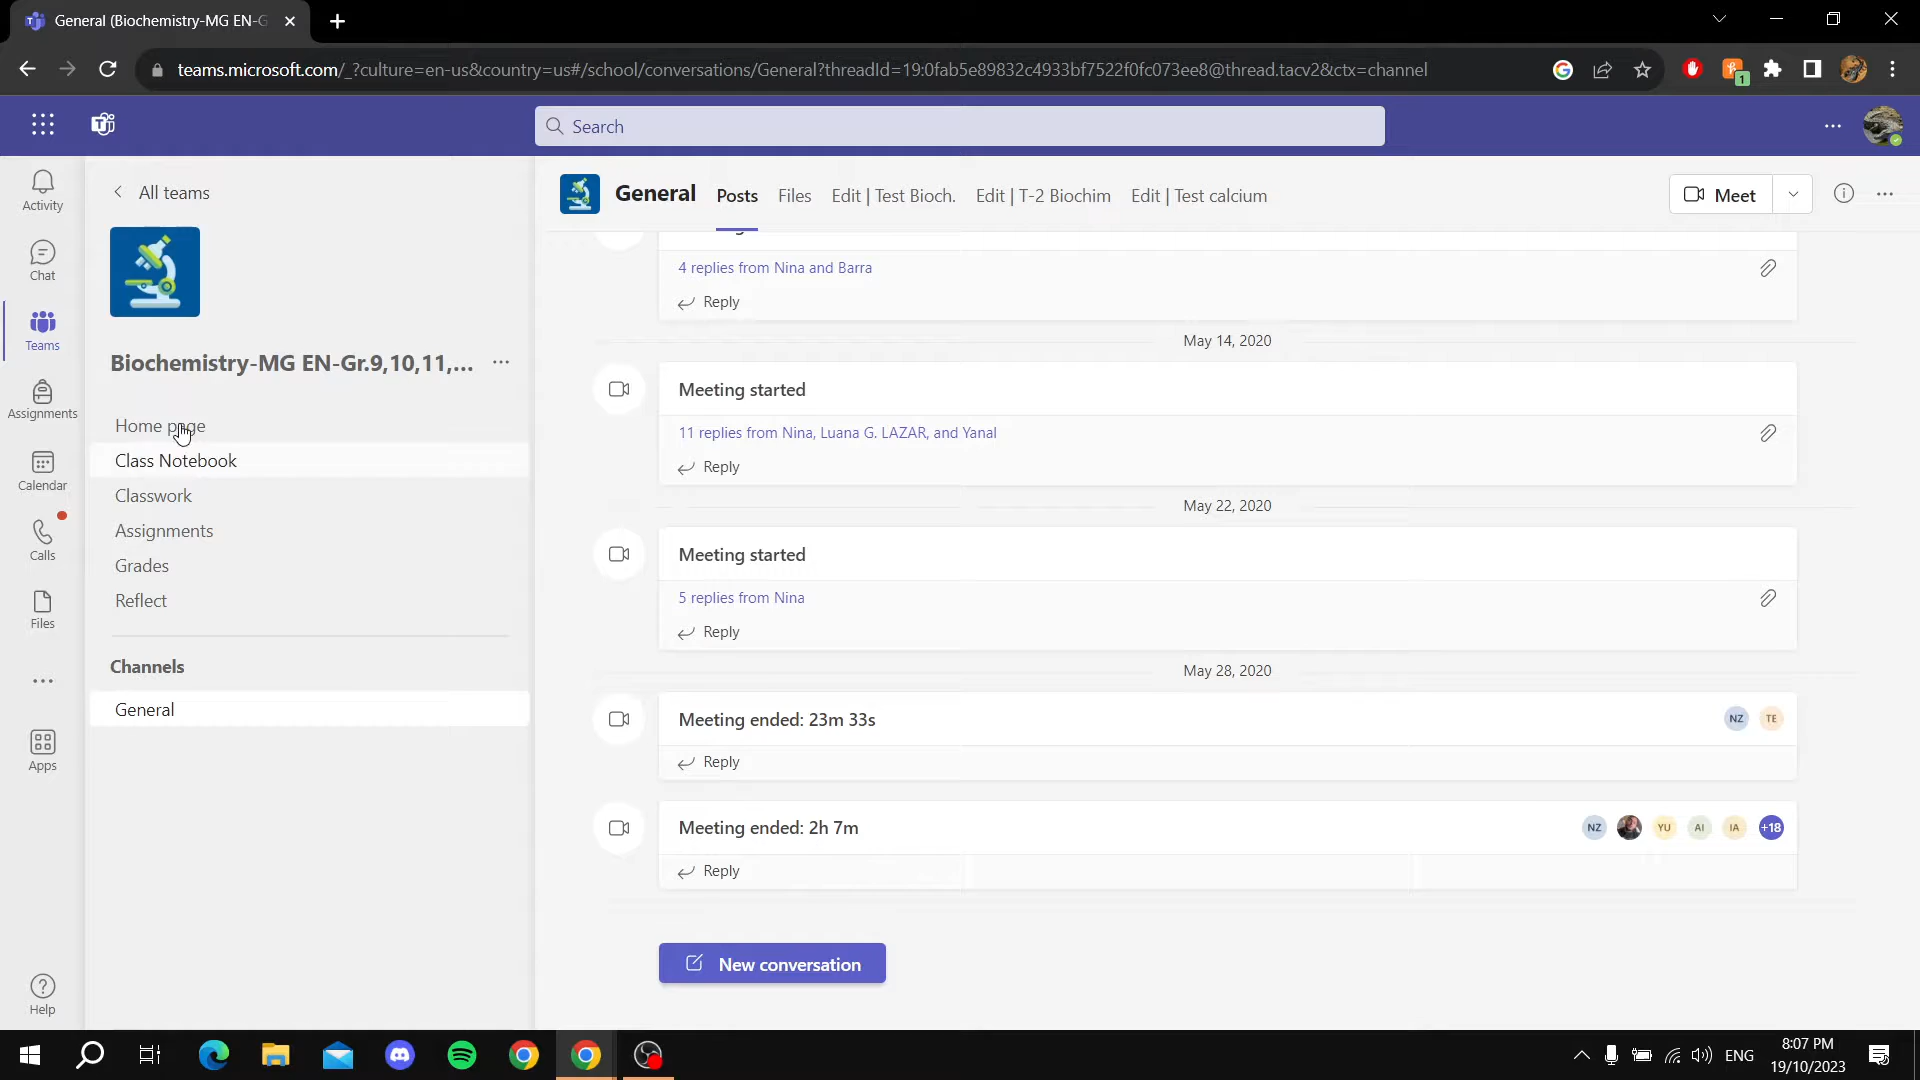 General (Biochemistry-MG EN-G
teams.microsoft.com/_?culture=en-us&country=us#/school/conversations/General?threadId=19:0fab5e89832c4933bf7522f0fc073ee8@thread.tacv2&ctx=channel
1
Search
Activity
Chat
Teams
Assignments
Calendar
Calls
Files
Apps
Help
All teams
Biochemistry-MG EN-Gr.9,10,11,...
Home page
Class Notebook
Classwork
Assignments
Grades
Reflect
Channels
General
General
Posts
Files
Edit | Test Bioch.
Edit | T-2 Biochim
Edit | Test calcium
Meet
4 replies from Nina and Barra
Reply
May 14, 2020
Meeting started
11 replies from Nina, Luana G. LAZAR, and Yanal
Reply
May 22, 2020
Meeting started
5 replies from Nina
Reply
May 28, 2020
Meeting ended: 23m 33s
NZ
TE
Reply
Meeting ended: 2h 7m
NZ
YU
AI
IA
+18
Reply
New conversation
ENG
8:07 PM
19/10/2023